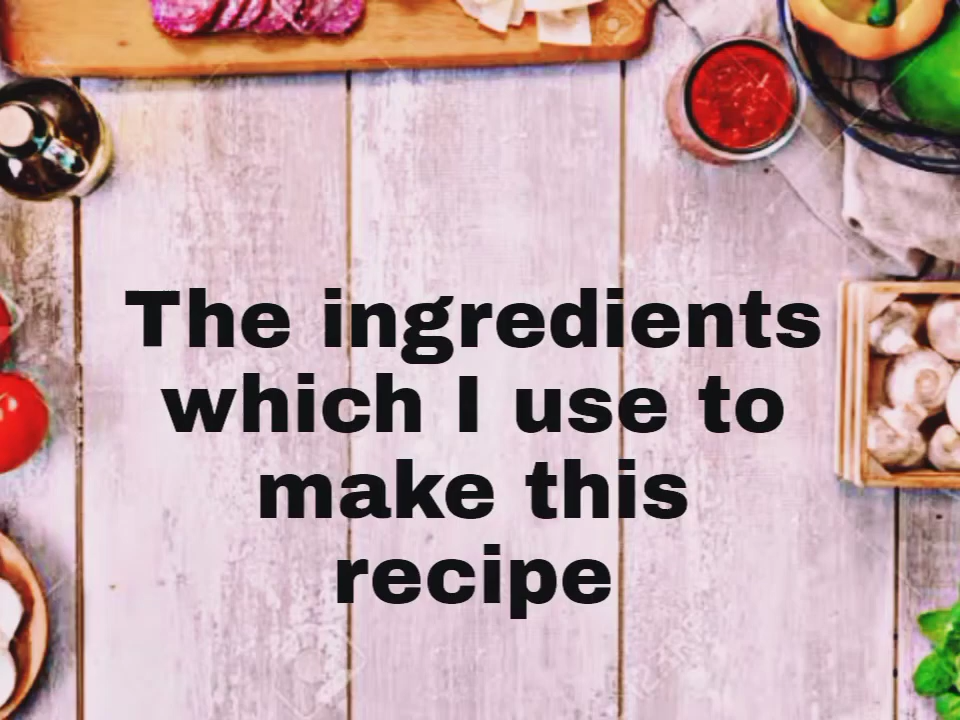 The ingredients
which I use to
make this
recipe